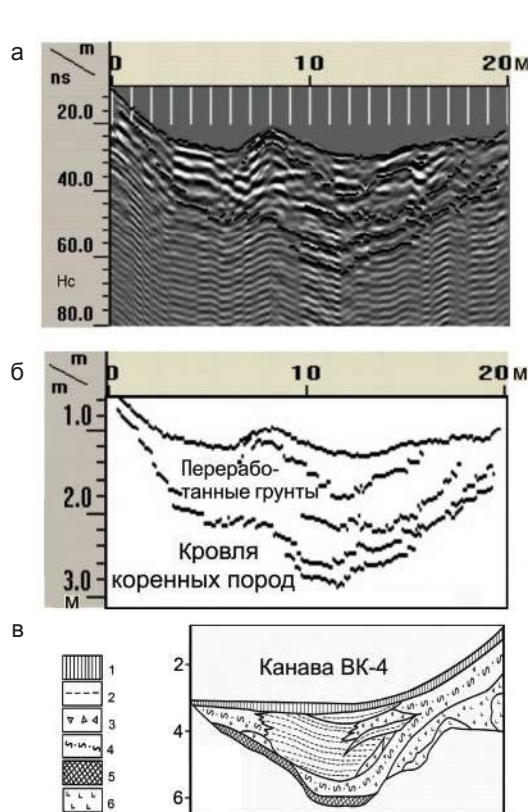 а
m
ns
0
10
20 м
20.0
40.0
60.0
Нс
80.0
б
m
m
0
10
20 м
1.0
2.0
3.0
М
Перерабо-
танные грунты
Кровля
коренных пород
в
1
2
3
4
5
6
2
4
6
Канава ВК-4